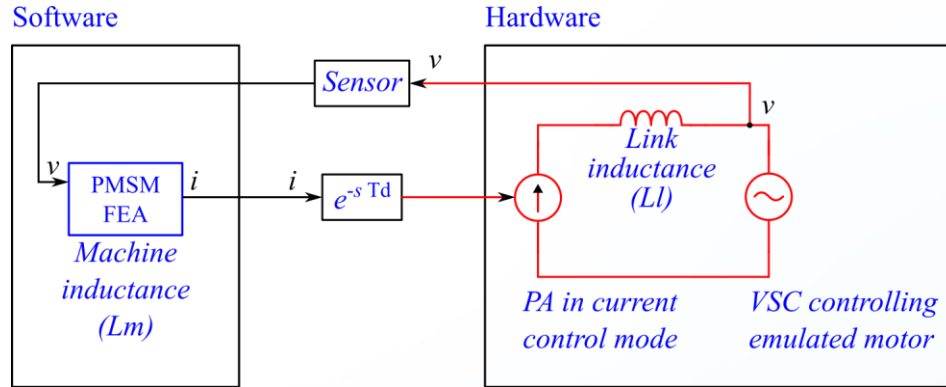 Software
Hardware
v
Sensor
v
v
Link
inductance
(Ll)
v
PMSM
FEA
i
i
e-s Td
Machine
inductance
(Lm)
PA in current
control mode
VSC controlling
emulated motor